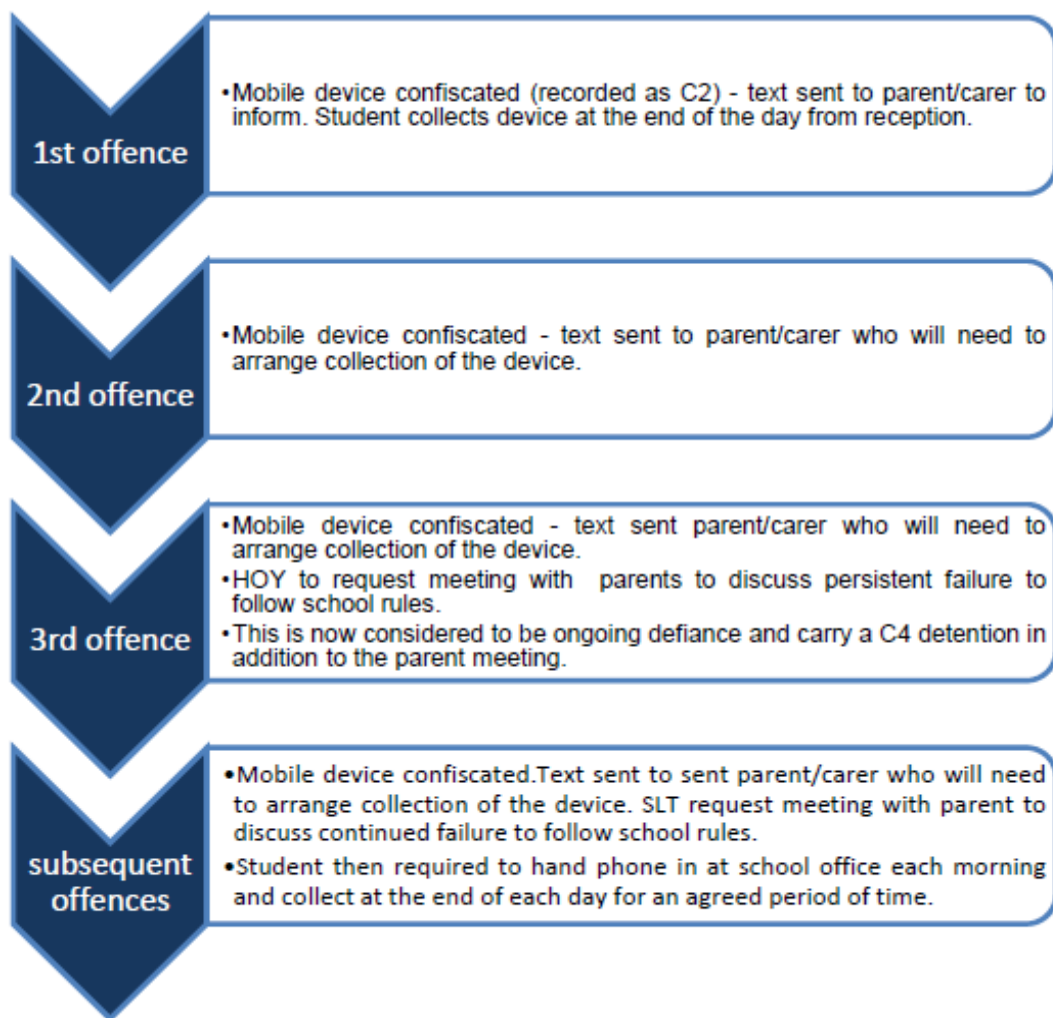 1st offence
•Mobile device confiscated (recorded as C2) - text sent to parent/carer to
inform. Student collects device at the end of the day from reception.
2nd offence
•Mobile device confiscated - text sent to parent/carer who will need to
arrange collection of the device.
3rd offence
•Mobile device confiscated - text sent parent/carer who will need to
arrange collection of the device.
•HOY to request meeting with parents to discuss persistent failure to
follow school rules.
•This is now considered to be ongoing defiance and carry a C4 detention in
addition to the parent meeting.
subsequent
offences
•Mobile device confiscated.Text sent to sent parent/carer who will need
to arrange collection of the device. SLT request meeting with parent to
discuss continued failure to follow school rules.
•Student then required to hand phone in at school office each morning
and collect at the end of each day for an agreed period of time.